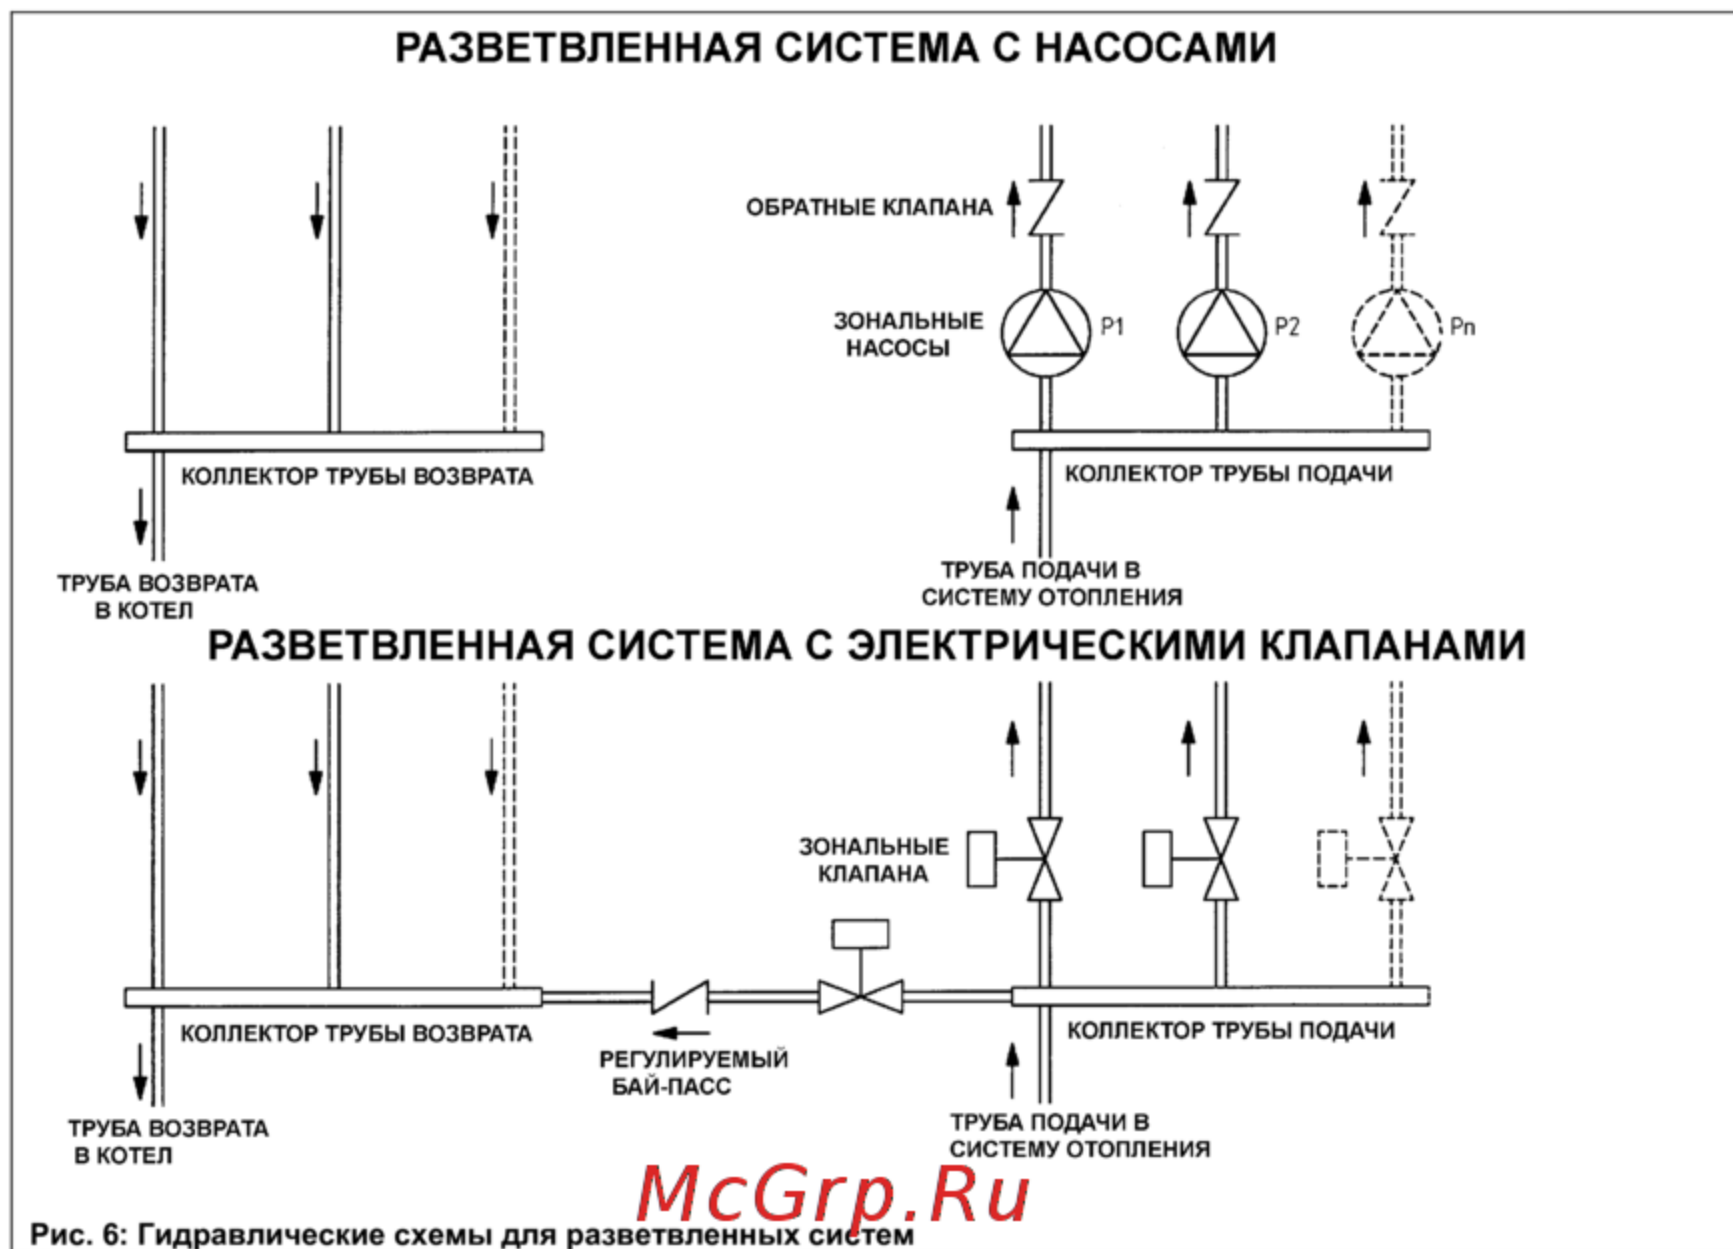 РАЗВЕТВЛЕННАЯ СИСТЕМА С НАСОСАМИ
ОБРАТНЫЕ КЛАПАНА
ЗОНАЛЬНЫЕ
НАСОСЫ
P1
P2
Pn
КОЛЛЕКТОР ТРУБЫ ВОЗВРАТА
КОЛЛЕКТОР ТРУБЫ ПОДАЧИ
ТРУБА ВОЗВРАТА
В КОТЕЛ
ТРУБА ПОДАЧИ В
СИСТЕМУ ОТОПЛЕНИЯ
РАЗВЕТВЛЕННАЯ СИСТЕМА С ЭЛЕКТРИЧЕСКИМИ КЛАПАНАМИ
ЗОНАЛЬНЫЕ
КЛАПАНА
КОЛЛЕКТОР ТРУБЫ ВОЗВРАТА
КОЛЛЕКТОР ТРУБЫ ПОДАЧИ
РЕГУЛИРУЕМЫЙ
БАЙ-ПАСС
ТРУБА ВОЗВРАТА
В КОТЕЛ
ТРУБА ПОДАЧИ В
СИСТЕМУ ОТОПЛЕНИЯ
McGrp.Ru
Рис. 6: Гидравлические схемы для разветвленных систем